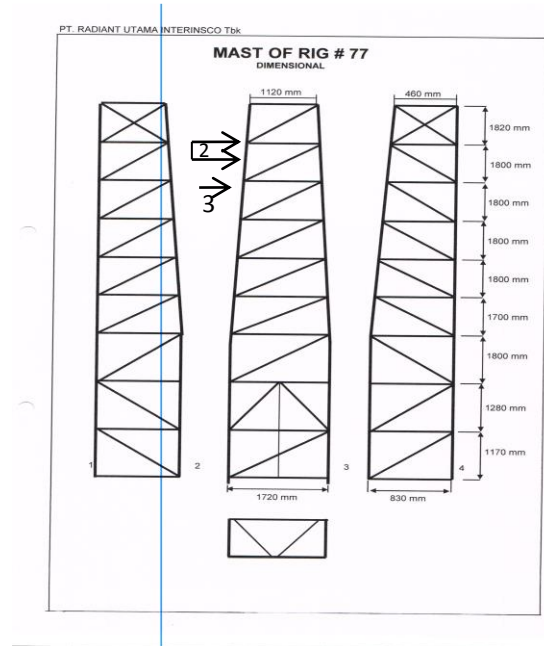 PT. RADIANT UTAMA INTERINSCO Tbk
MAST OF RIG # 77
DIMENSIONAL
1120 mm
460 mm
1820 mm
2
1800 mm
3
1800 mm
1800 mm
1800 mm
1700 mm
1800 mm
1280 mm
1170 mm
1
2
3
4
1720 mm
830 mm